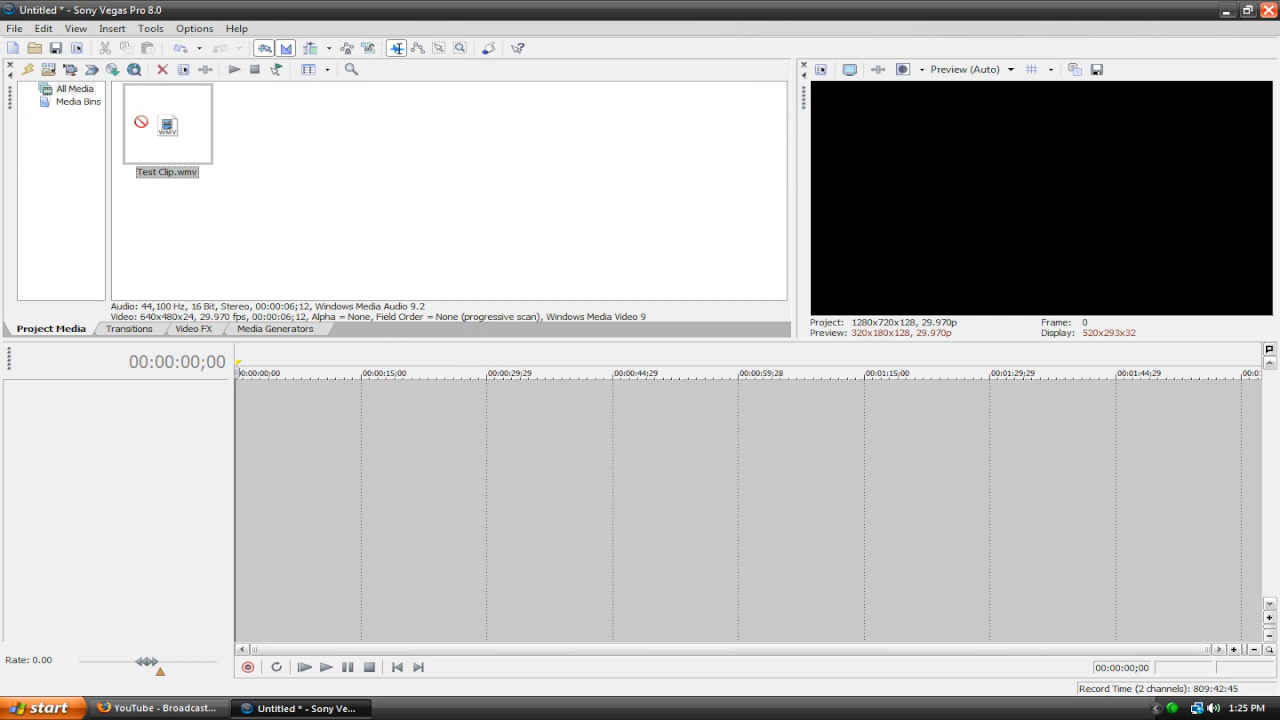 Untitled * - Sony Vegas Pro 8.0
File Edit View Insert Tools Options Help
Preview (Auto)
All Media
Media Bins
WMV
Test Clip.wmv
Audio: 44,100 Hz, 16 Bit, Stereo, 00:00:06;12, Windows Media Audio 9.2
Video: 640x480x24, 29.970 fps, 00:00:06;12, Alpha = None, Field Order = None (progressive scan), Windows Media Video 9
Project Media Transitions Video FX Media Generators
Project: 1280x720x128, 29.970p Frame: 0
Preview: 320x180x128, 29.970p Display: 520x293x32
00:00:00;00
00:00:15;00 00:00:29;29 00:00:44;29 00:00:59;28 00:01:15;00 00:01:29;29 00:01:44;29
Rate: 0.00
00:00:00;00
Record Time (2 channels): 809:42:45
start YouTube - Broadcast... Untitled * - Sony Ve... 1:25 PM